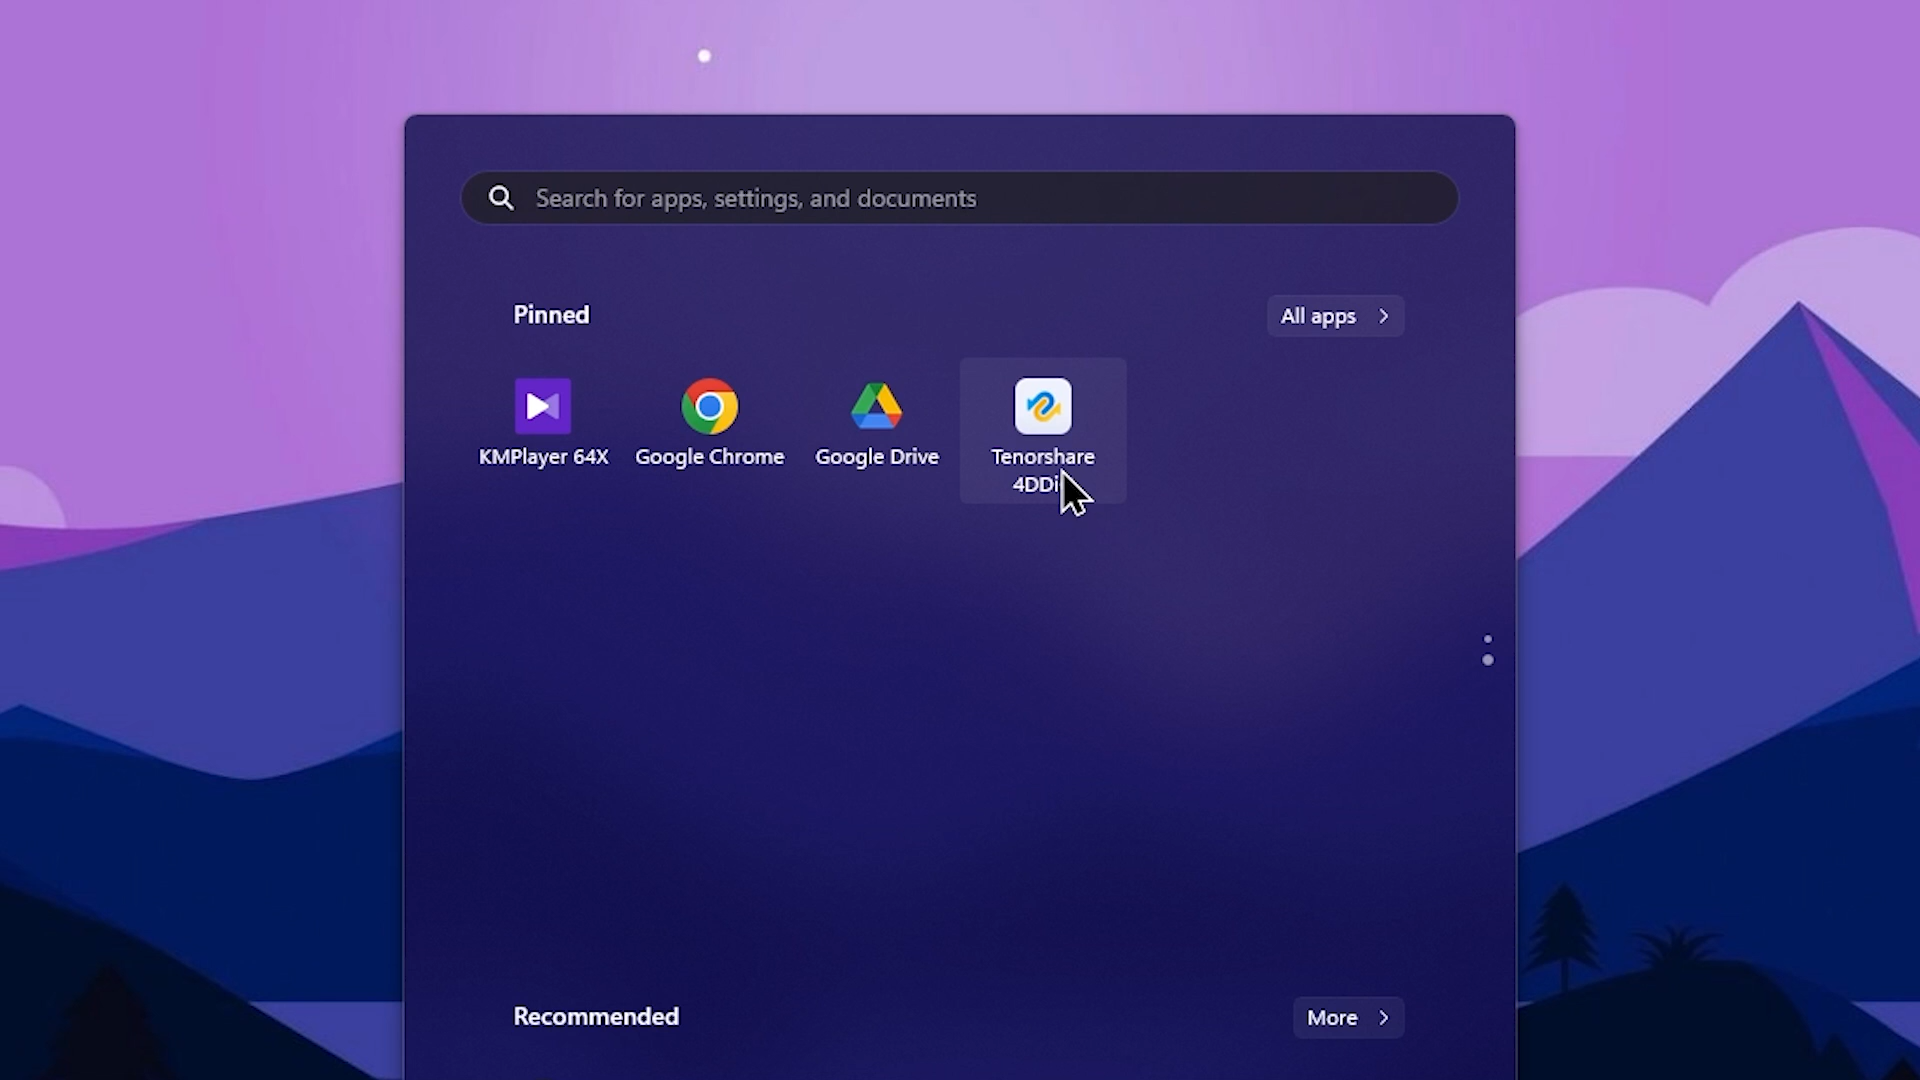 Search for apps, settings, and documents
Pinned
All apps
KMPlayer 64X
Google Chrome
Google Drive
Tenorshare
Recommended
More